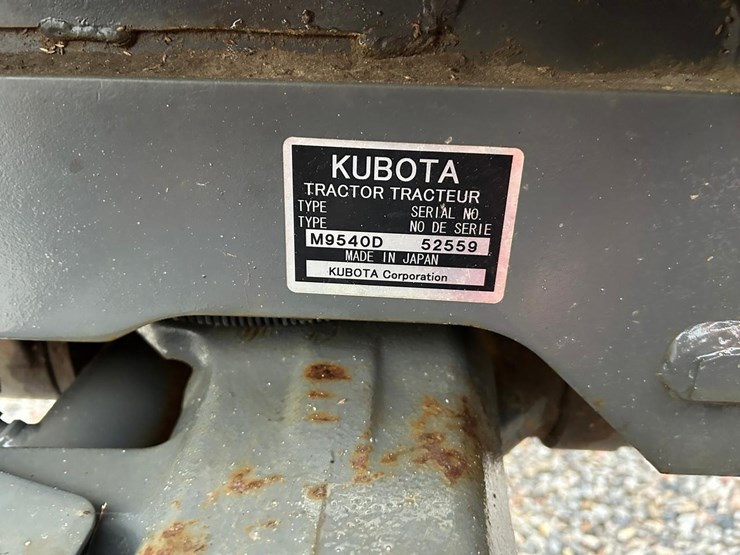 KUBOTA
TRACTOR TRACTEUR
TYPE SERIAL NO.
TYPE NO DE SERIE
M9540D 52559
MADE IN JAPAN
KUBOTA Corporation